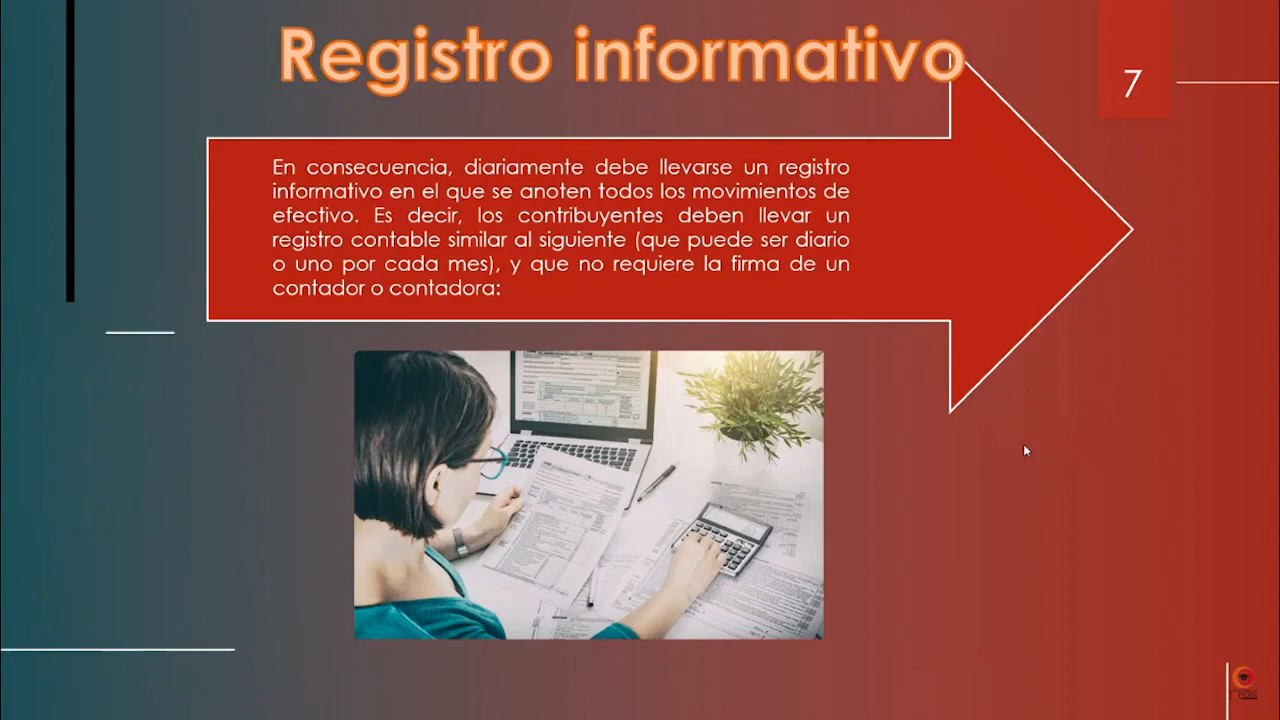 Registro informativo
7
En consecuencia, diariamente debe llevarse un registro
informativo en el que se anoten todos los movimientos de
efectivo. Es decir, los contribuyentes deben llevar un
registro contable similar al siguiente (que puede ser diario
o uno por cada mes), y que no requiere la firma de un
contador o contadora: